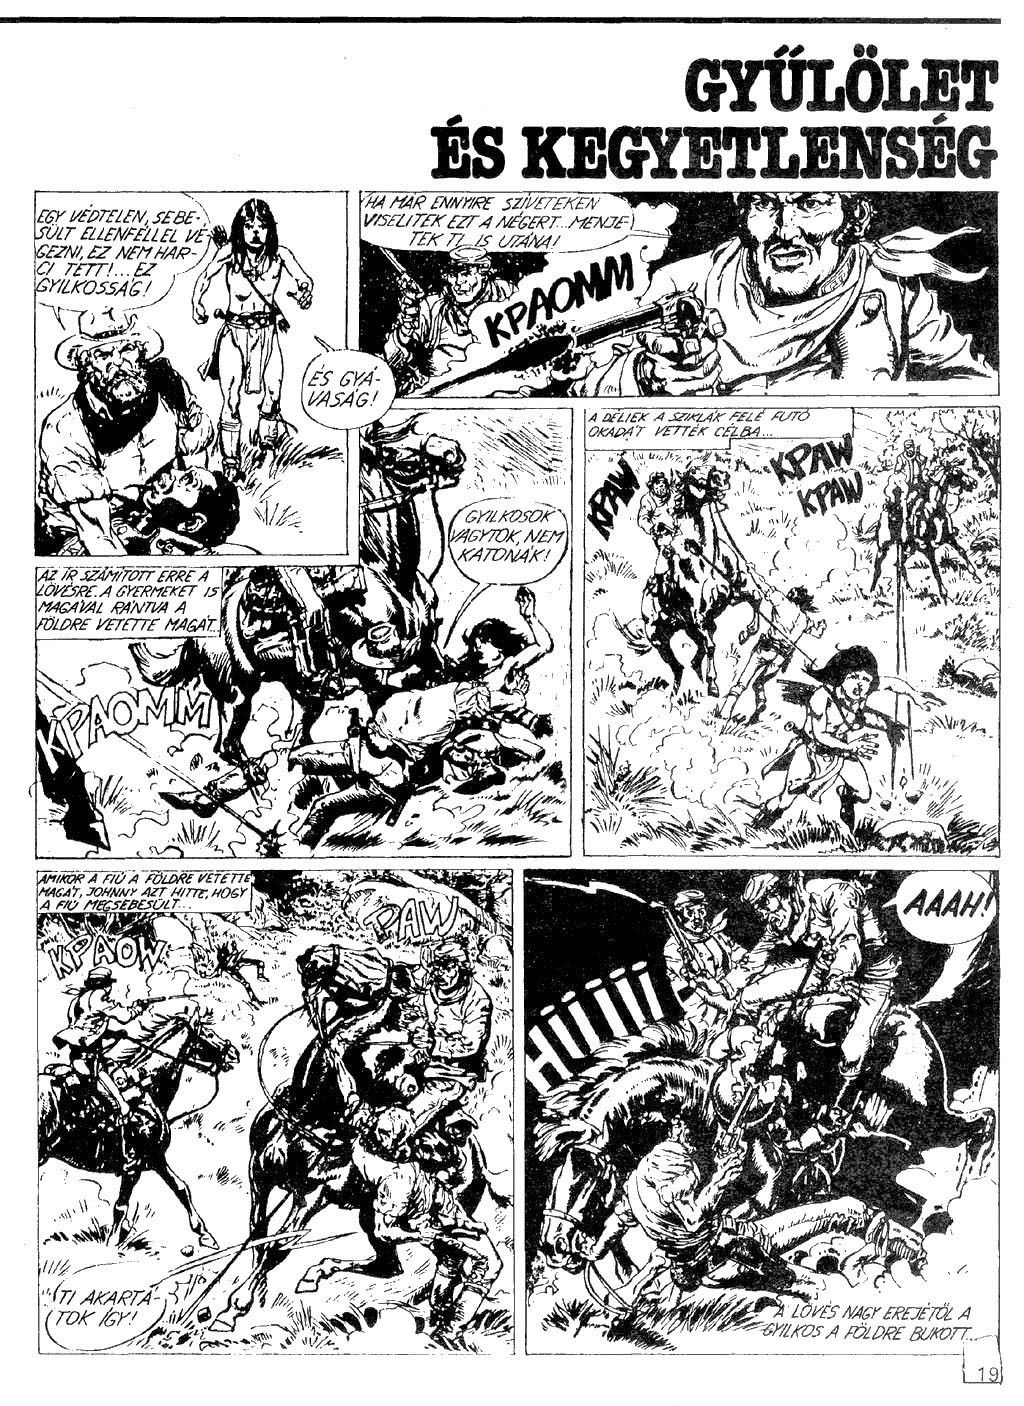 GYŰLÖLET
ÉS KEGYETLENSÉG
EGY VÉDTELEN, SEBE-
SÜLT ELLENFÉLLEL VÉ-
GEZNI, EZ NEM HAR-
CI TETT!... EZ
GYILKOSSÁG!
ÉS GYÁ-
VASÁG!
HA MÁR ENNYIRE SZÍVETEKEN
VISELITEK EZT A NÉGERT... MENJE-
TEK TI IS UTÁNA!
KPAOMM
AZ ÍR SZÁMÍTOTT ERRE A
LÖVÉSRE. A GYERMEKET IS
MAGÁVAL RÁNTVA A
FÖLDRE VETETTE MAGÁT.
KPAOMM
GYILKOSOK
VAGYTOK, NEM
KATONÁK!
A DÉLIEK A SZIKLÁK FELÉ FUTÓ
OKADÁT VETTÉK CÉLBA...
KPAW
KPAW
KPAW
AMIKOR A FIÚ A FÖLDRE VETETTE
MAGÁT, JOHNNY AZT HITTE, HOGY
A FIÚ MEGSEBESÜLT...
KPAOW
PAW
TI AKARTÁ-
TOK ÍGY!
HÜÜÜ
AAAH!
A LÖVÉS NAGY EREJÉTŐL A
GYILKOS A FÖLDRE BUKOTT...
19